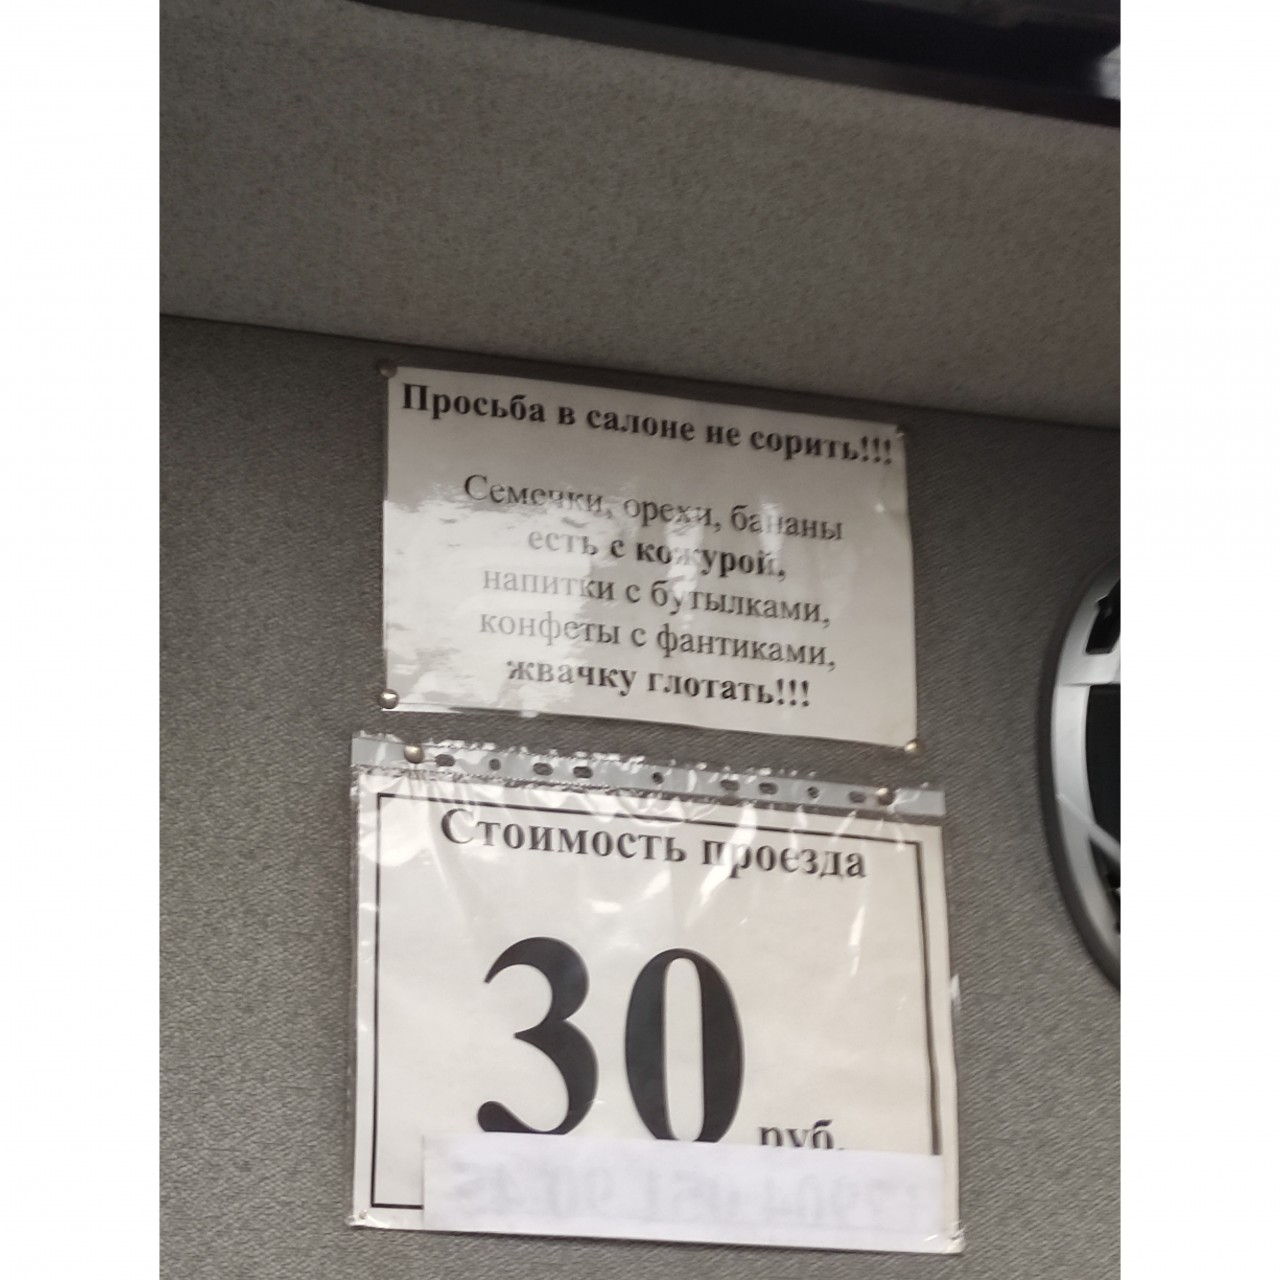 Просьба в салоне не сорить!!!
Семечки, орехи, бананы
есть с кожурой,
напитки с бутылками,
конфеты с фантиками,
жвачку глотать!!!
Стоимость проезда
30 руб.